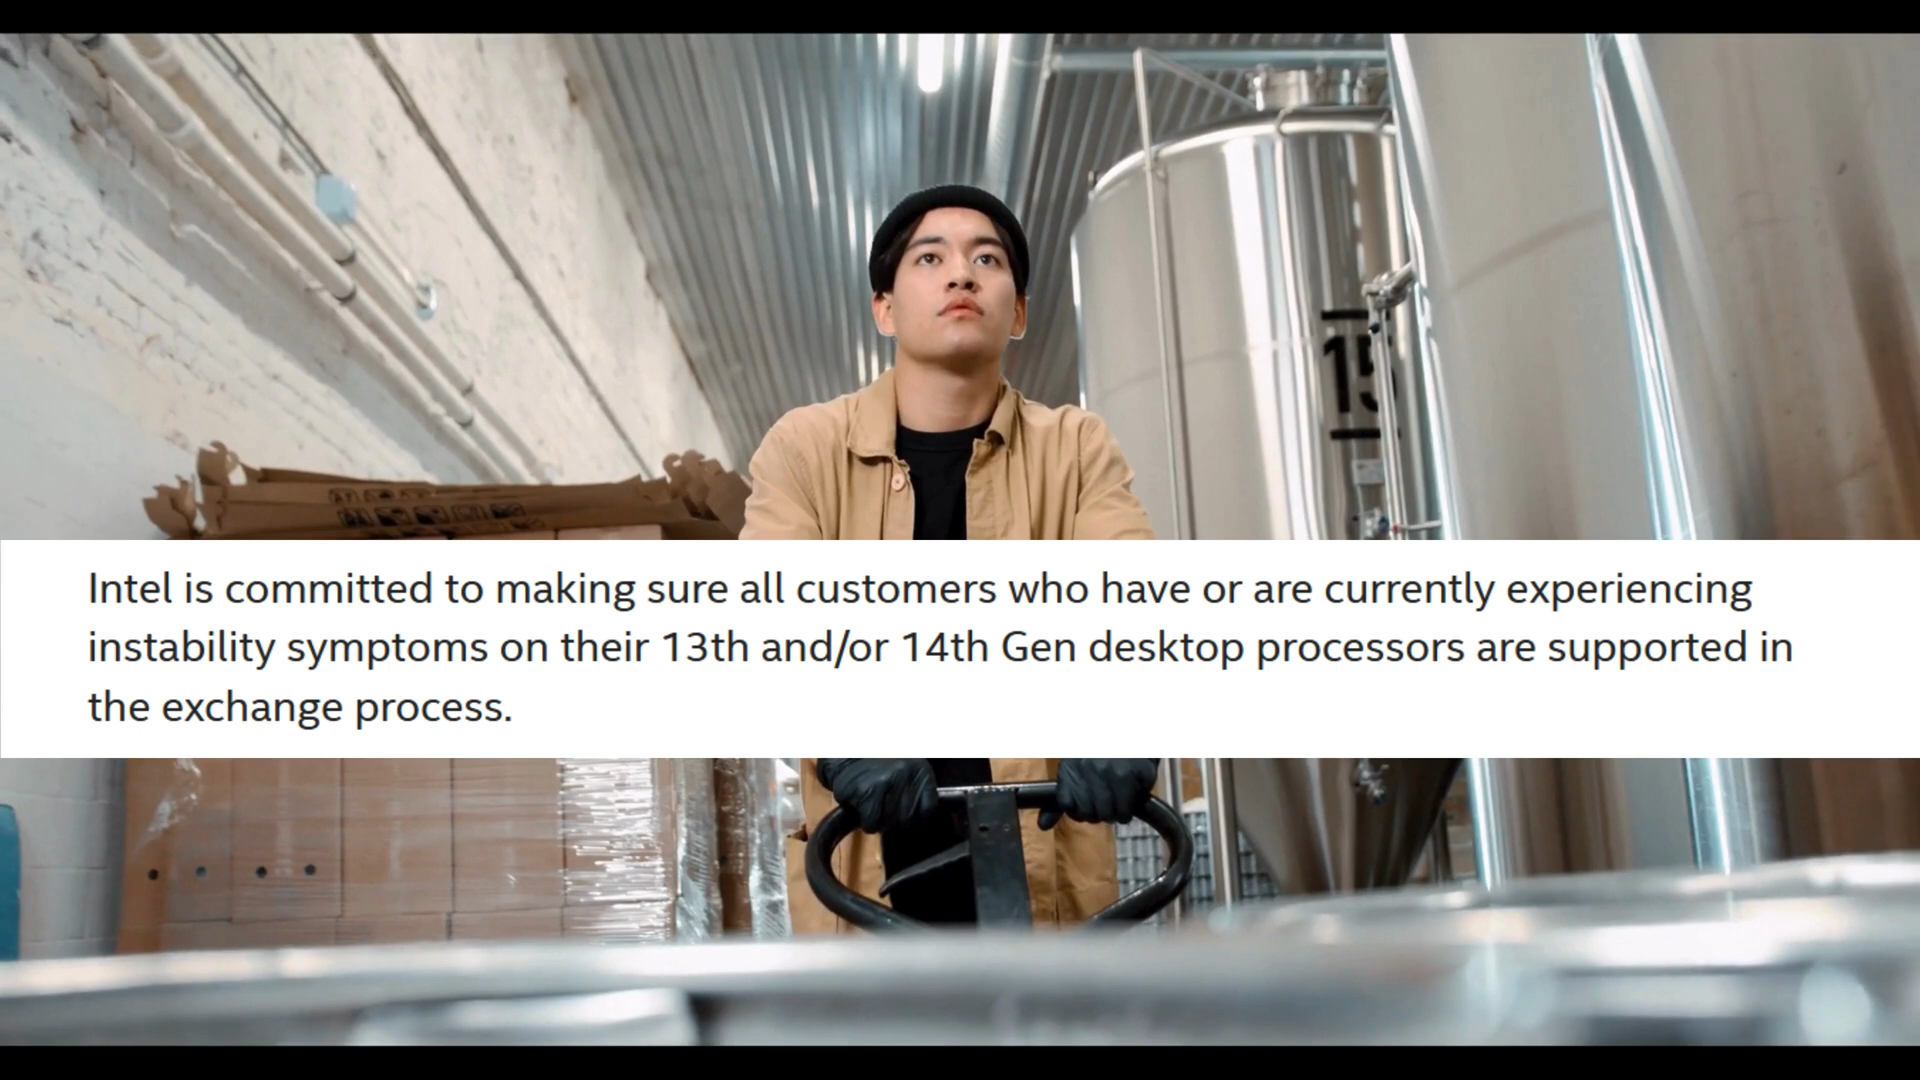 15
Intel is committed to making sure all customers who have or are currently experiencing
instability symptoms on their 13th and/or 14th Gen desktop processors are supported in
the exchange process.